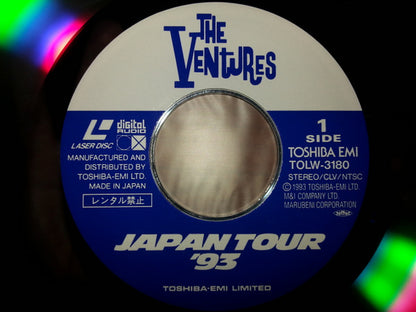 THE
VENTURES
LASER DISC
digital
AUDIO
MANUFACTURED AND
DISTRIBUTED BY
TOSHIBA-EMI LTD.
MADE IN JAPAN
レンタル禁止
1
SIDE
TOSHIBA EMI
TOLW-3180
STEREO/CLV/NTSC
Ⓒ1993 TOSHIBA-EMI LTD.
M&I COMPANY LTD.
MARUBENI CORPORATION
JAPAN TOUR
'93
TOSHIBA-EMI LIMITED